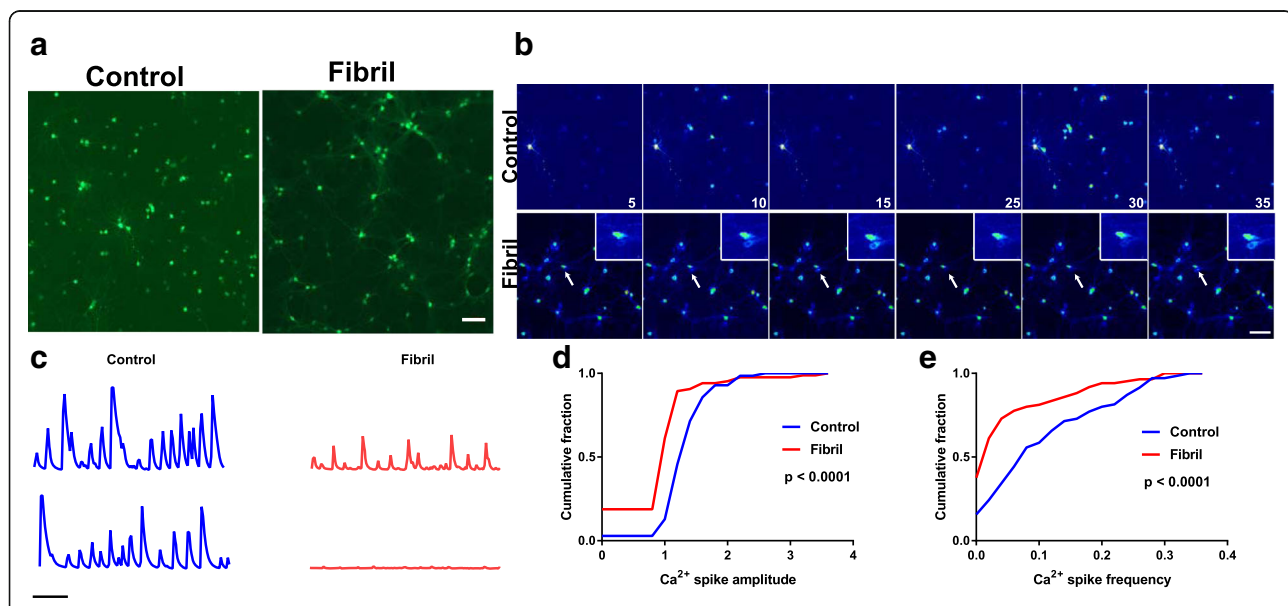 a
Control
Fibril
b
Control
5
10
15
25
30
35
Fibril
c
Control
Fibril
d
Cumulative fraction
1.0
0.5
0.0
0
1
2
3
4
Ca²⁺ spike amplitude
Control
Fibril
p < 0.0001
e
Cumulative fraction
1.0
0.5
0.0
0.0
0.1
0.2
0.3
0.4
Ca²⁺ spike frequency
Control
Fibril
p < 0.0001